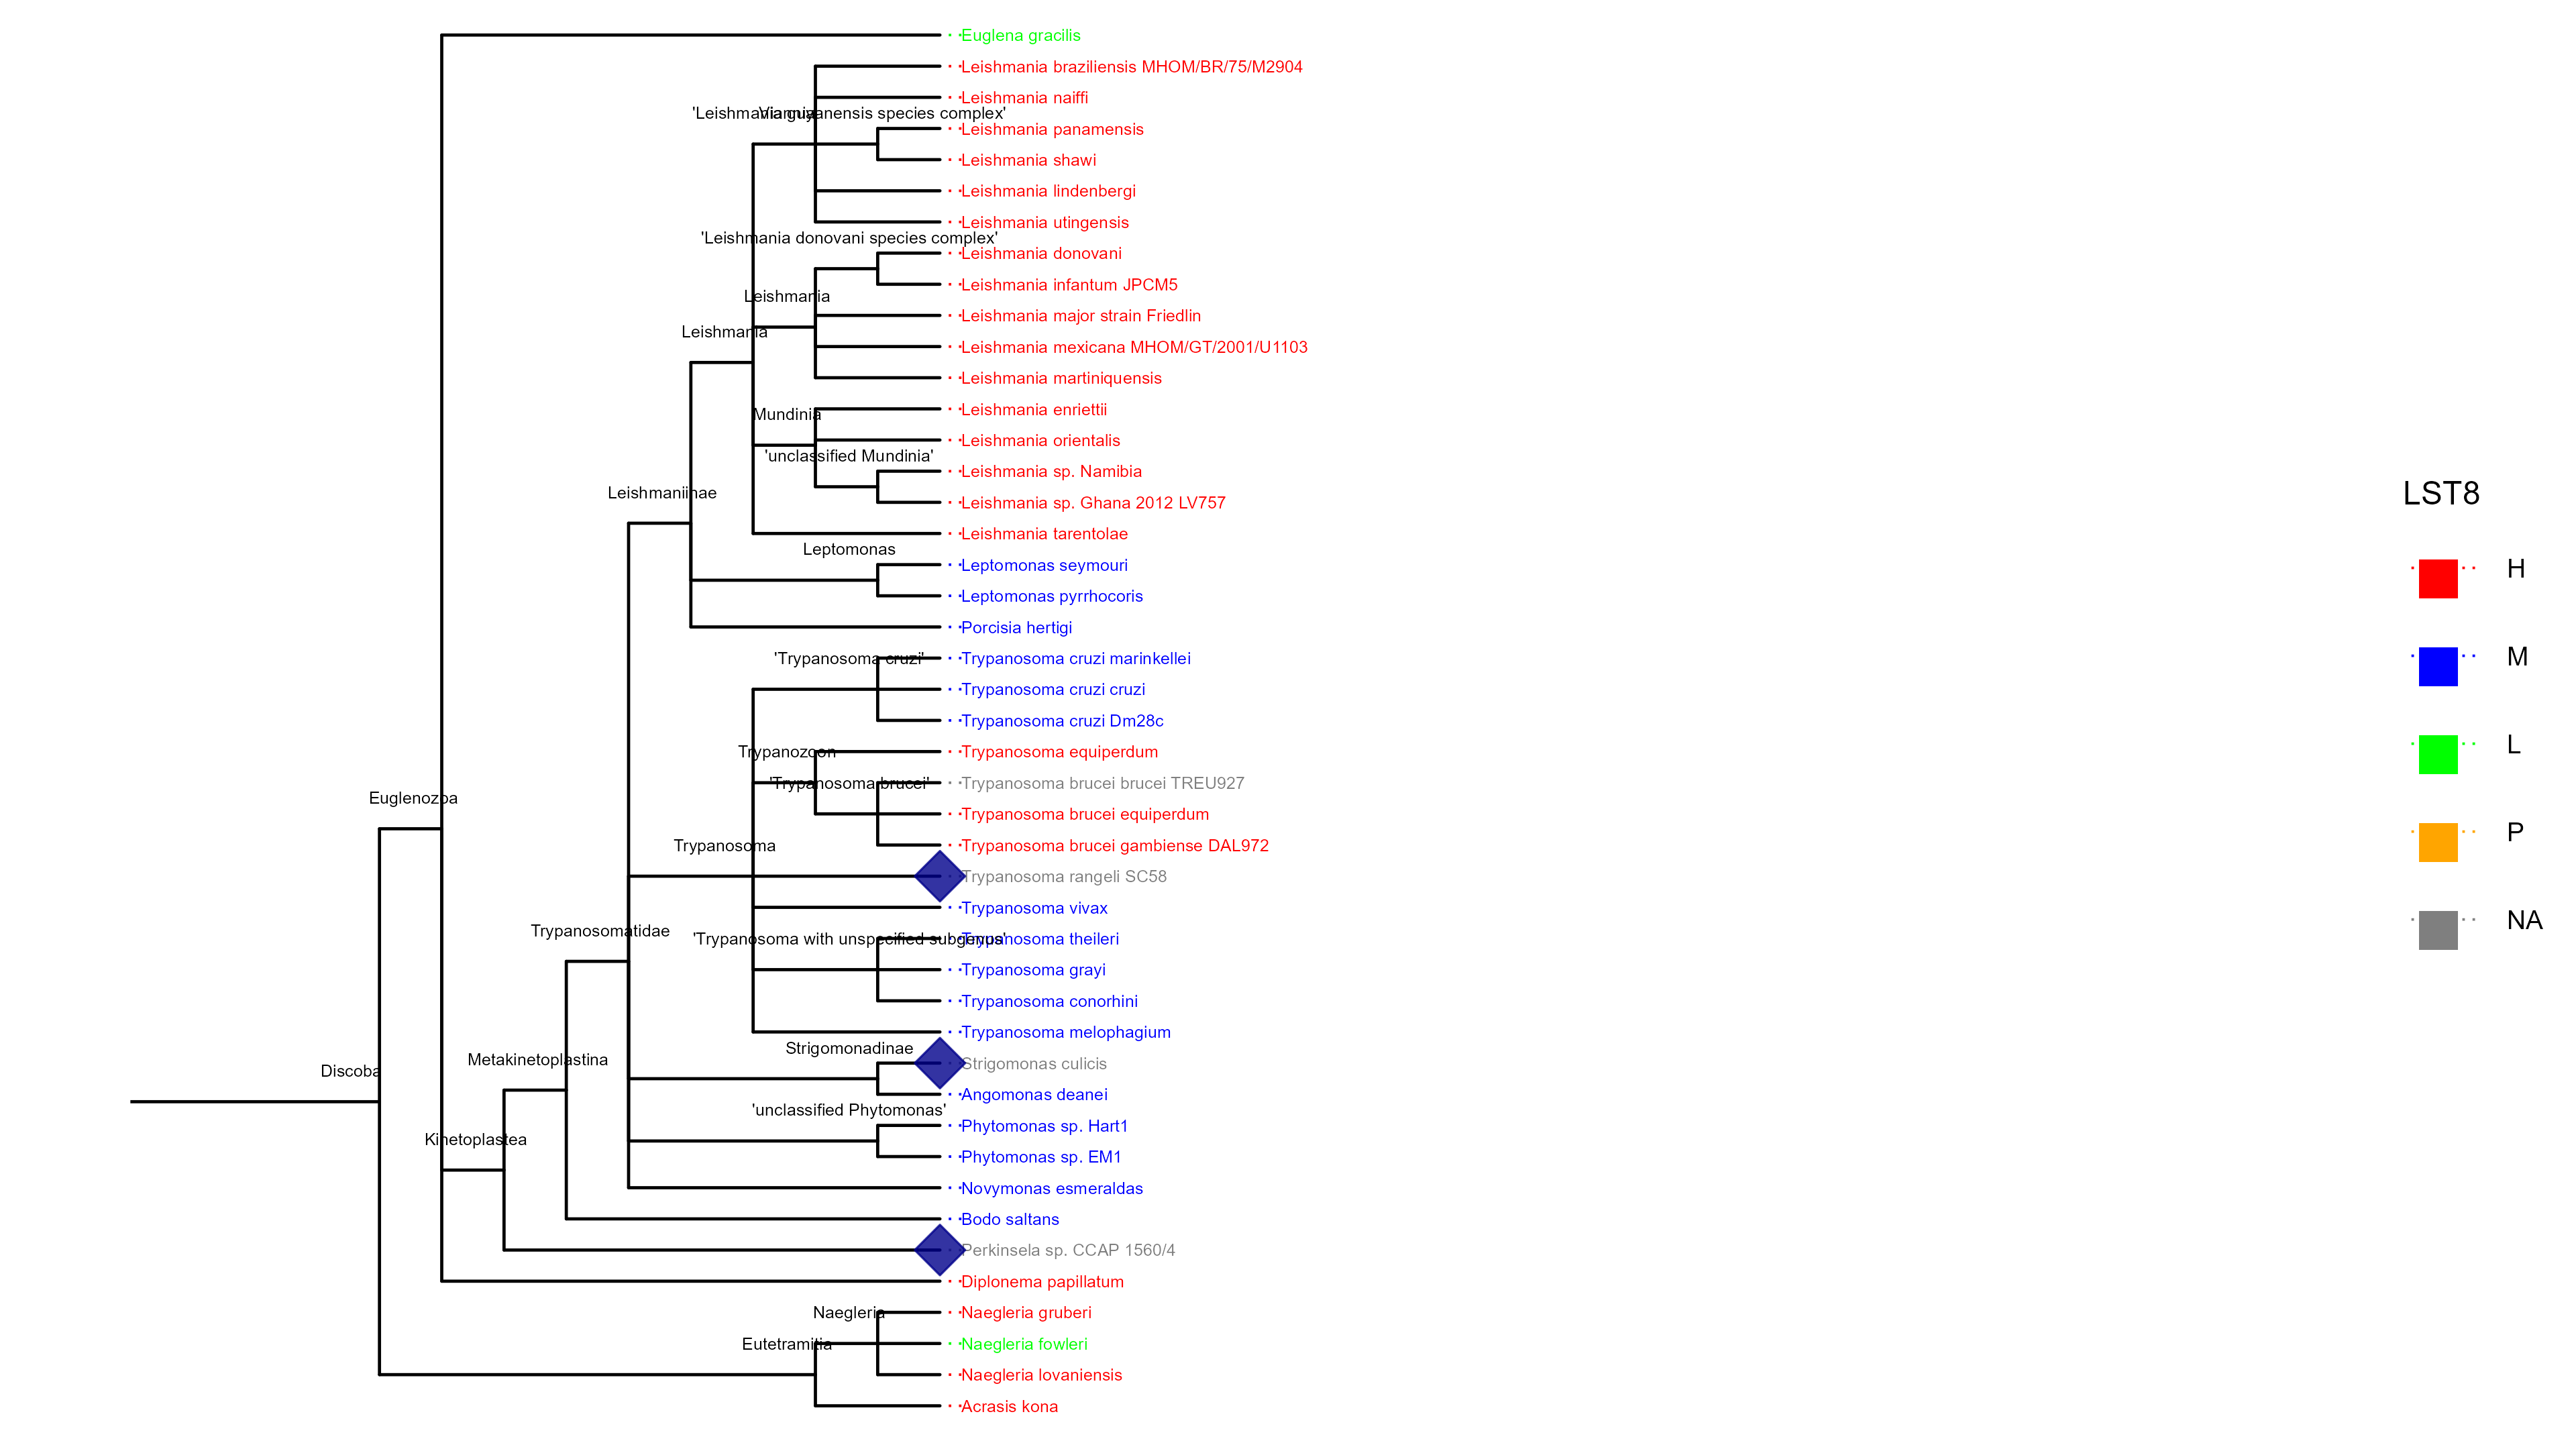 Euglena gracilis
Leishmania braziliensis MHOM/BR/75/M2904
Leishmania naiffi
'Leishmania guyanensis species complex'
Viannia
Leishmania panamensis
Leishmania shawi
Leishmania lindenbergi
Leishmania utingensis
'Leishmania donovani species complex'
Leishmania donovani
Leishmania infantum JPCM5
Leishmania
Leishmania major strain Friedlin
Leishmania
Leishmania mexicana MHOM/GT/2001/U1103
Leishmania martiniquensis
Mundinia
Leishmania enriettii
Leishmania orientalis
'unclassified Mundinia'
Leishmania sp. Namibia
Leishmaniinae
Leishmania sp. Ghana 2012 LV757
Leishmania tarentolae
Leptomonas
Leptomonas seymouri
Leptomonas pyrrhocoris
Porcisia hertigi
'Trypanosoma cruzi'
Trypanosoma cruzi marinkellei
Trypanosoma cruzi cruzi
Trypanosoma cruzi Dm28c
Trypanozoon
Trypanosoma equiperdum
'Trypanosoma brucei'
Trypanosoma brucei brucei TREU927
Euglenozoa
Trypanosoma brucei equiperdum
Trypanosoma
Trypanosoma brucei gambiense DAL972
Trypanosoma rangeli SC58
Trypanosoma vivax
Trypanosomatidae
'Trypanosoma with unspecified subgenus'
Trypanosoma theileri
Trypanosoma grayi
Trypanosoma conorhini
Trypanosoma melophagium
Strigomonadinae
Strigomonas culicis
Metakinetoplastina
Discoba
Angomonas deanei
'unclassified Phytomonas'
Phytomonas sp. Hart1
Kinetoplastea
Phytomonas sp. EM1
Novymonas esmeraldas
Bodo saltans
Perkinsela sp. CCAP 1560/4
Diplonema papillatum
Naegleria
Naegleria gruberi
Eutetramitia
Naegleria fowleri
Naegleria lovaniensis
Acrasis kona
LST8
H
M
L
P
NA